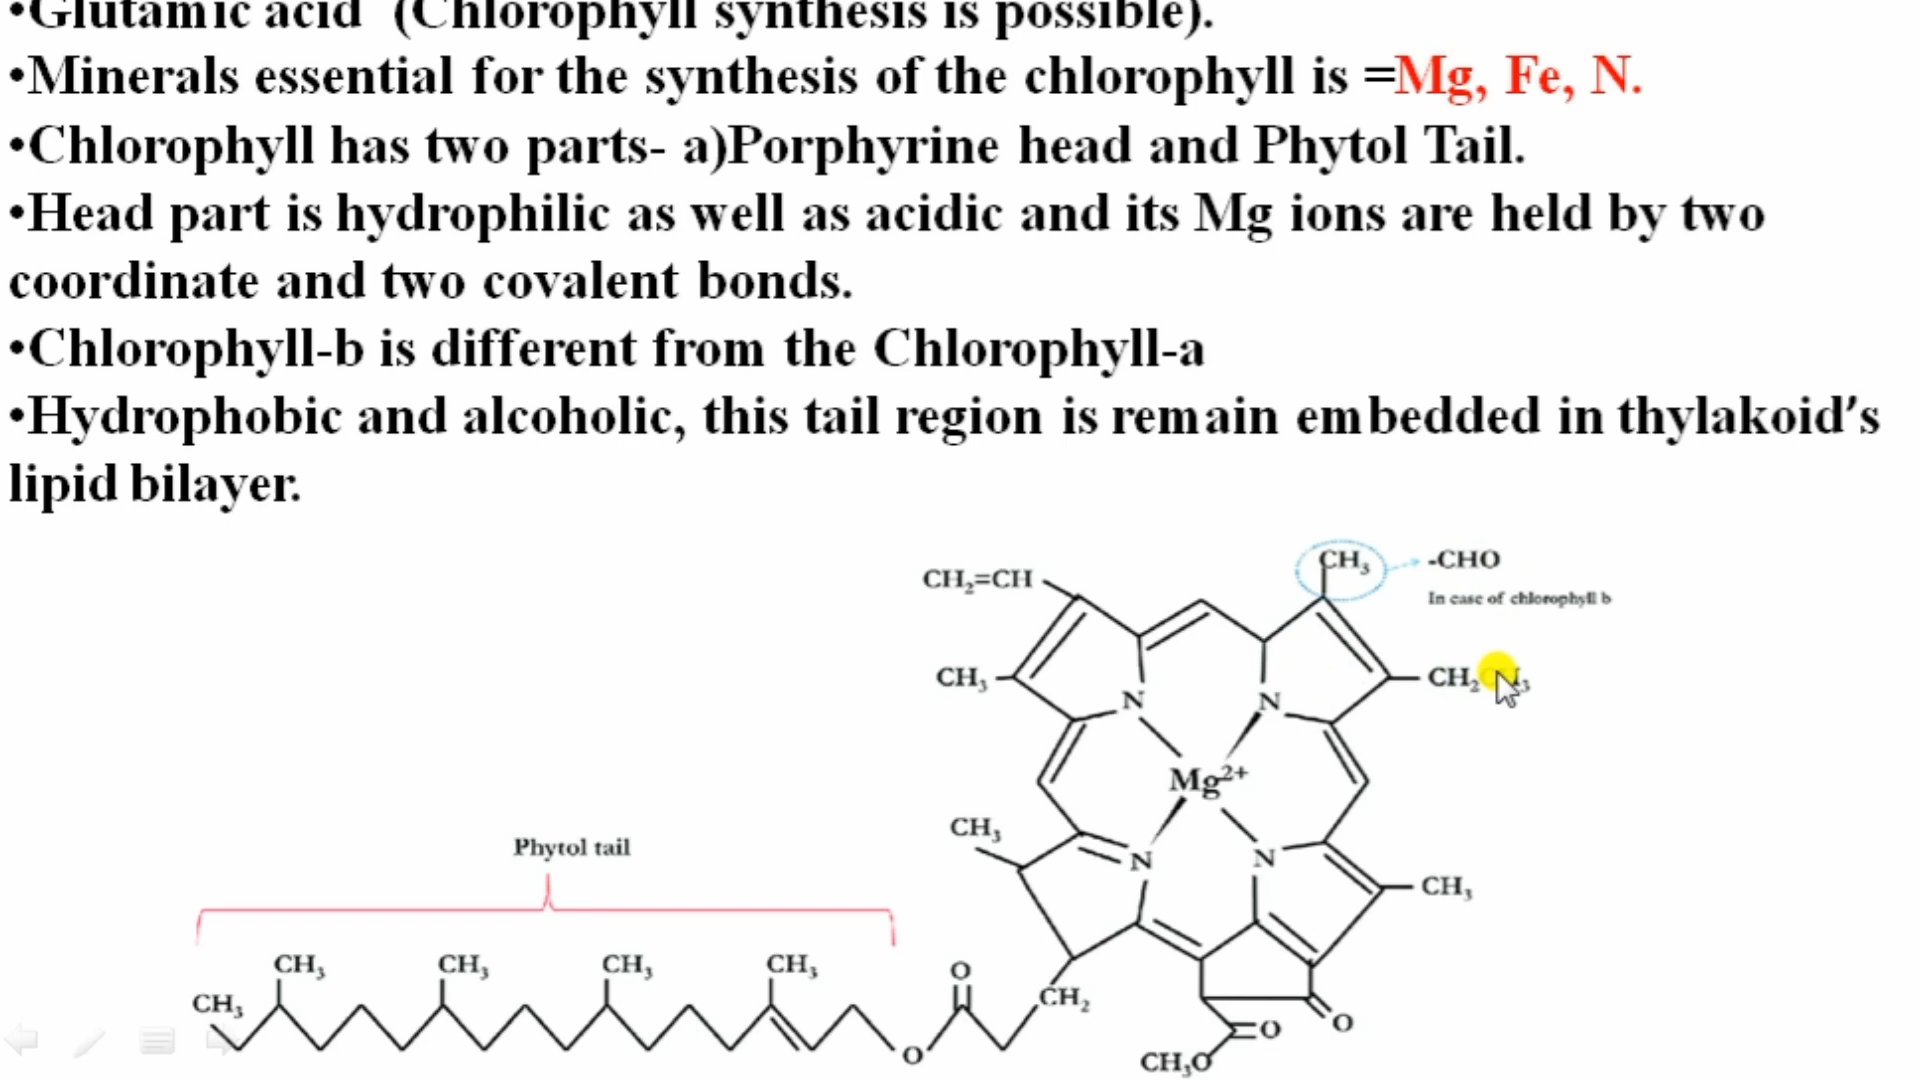 •Glutamic acid (Chlorophyll synthesis is possible).
•Minerals essential for the synthesis of the chlorophyll is =Mg, Fe, N.
•Chlorophyll has two parts- a)Porphyrine head and Phytol Tail.
•Head part is hydrophilic as well as acidic and its Mg ions are held by two
coordinate and two covalent bonds.
•Chlorophyll-b is different from the Chlorophyll-a
•Hydrophobic and alcoholic, this tail region is remain embedded in thylakoid's
lipid bilayer.
CH₃ -CHO
CH₂=CH
In case of chlorophyll b
CH₃ CH₂
N N
Mg²⁺
CH₃
Phytol tail
N N
CH₃
CH₃ CH₃ CH₃ CH₃ O
CH₃ CH₂
O
O O
CH₃O